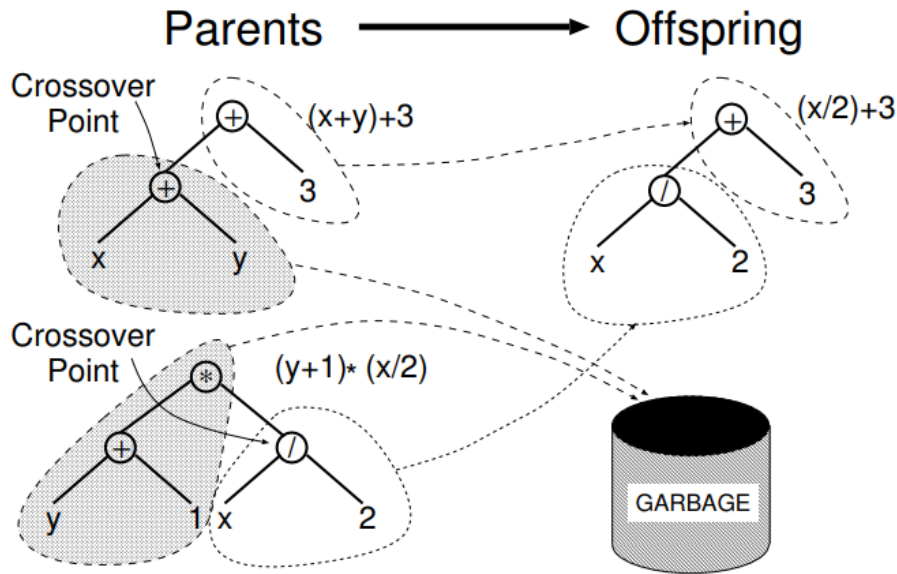 Parents
Offspring
Crossover
Point
+
(x+y)+3
+
3
x
y
+
(x/2)+3
/
3
x
2
Crossover
Point
*
(y+1)* (x/2)
+
/
y
1
x
2
GARBAGE